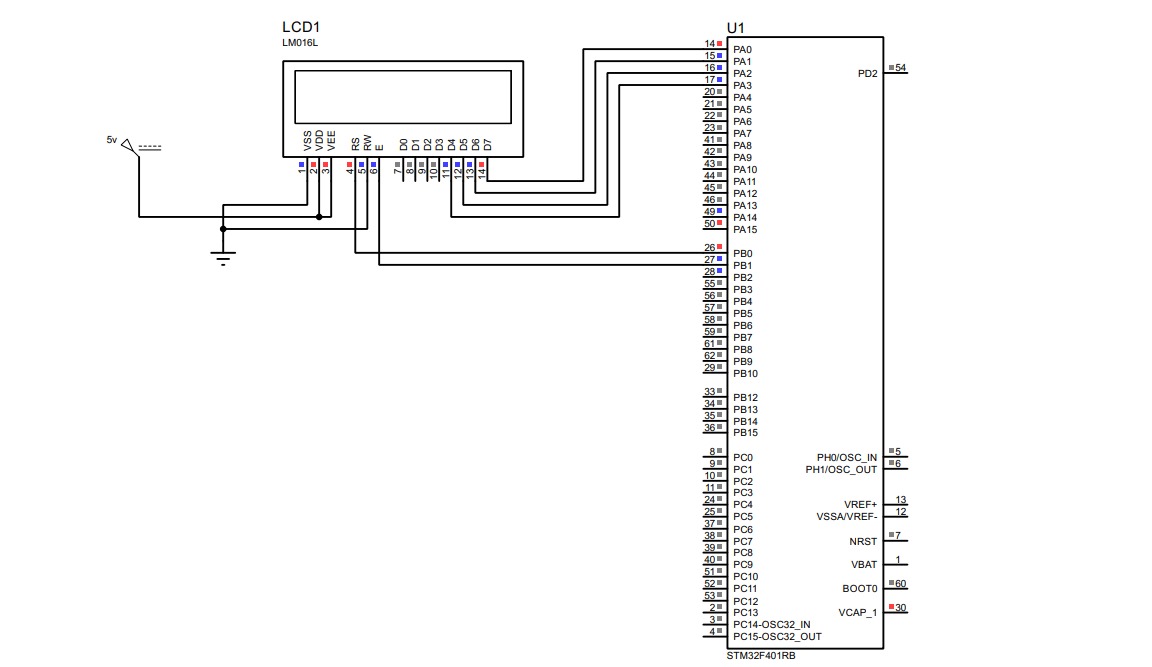 LCD1
LM016L
5v
VSS
VDD
VEE
RS
RW
E
D0
D1
D2
D3
D4
D5
D6
D7
1
2
3
4
5
6
7
8
9
10
11
12
13
14
U1
14 PA0
15 PA1
16 PA2
17 PA3
20 PA4
21 PA5
22 PA6
23 PA7
41 PA8
42 PA9
43 PA10
44 PA11
45 PA12
46 PA13
49 PA14
50 PA15
26 PB0
27 PB1
28 PB2
55 PB3
56 PB4
57 PB5
58 PB6
59 PB7
61 PB8
62 PB9
29 PB10
33 PB12
34 PB13
35 PB14
36 PB15
8 PC0
9 PC1
10 PC2
11 PC3
24 PC4
25 PC5
37 PC6
38 PC7
39 PC8
40 PC9
51 PC10
52 PC11
53 PC12
2 PC13
3 PC14-OSC32_IN
4 PC15-OSC32_OUT
PD2 54
PH0/OSC_IN 5
PH1/OSC_OUT 6
VREF+ 13
VSSA/VREF- 12
NRST 7
VBAT 1
BOOT0 60
VCAP_1 30
STM32F401RB